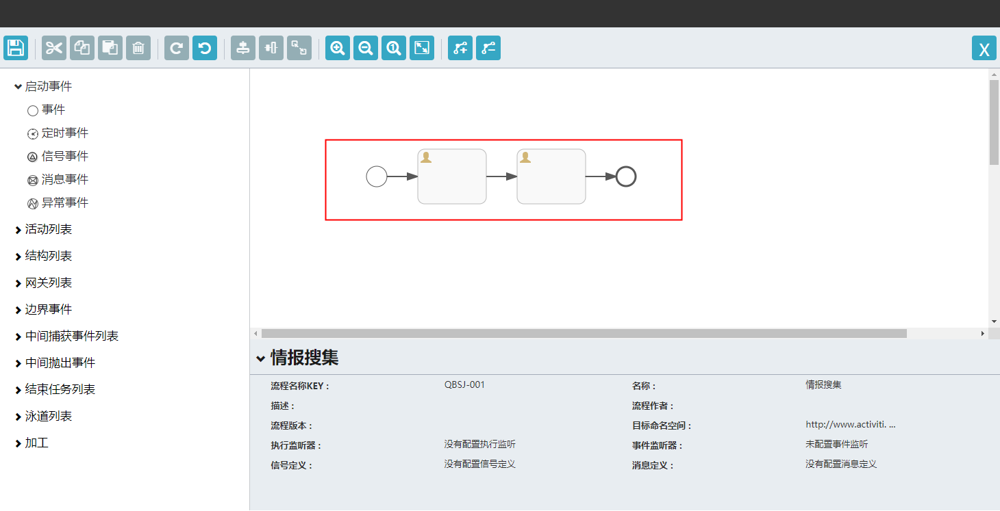 X
启动事件
事件
定时事件
信号事件
消息事件
异常事件
活动列表
结构列表
网关列表
边界事件
中间捕获事件列表
中间抛出事件
结束任务列表
泳道列表
加工
情报搜集
流程名称KEY : QBSJ-001 名称 : 情报搜集
描述 : 流程作者 :
流程版本 : 目标命名空间 : http://www.activiti. ...
执行监听器 : 没有配置执行监听 事件监听器 : 未配置事件监听
信号定义 : 没有配置信号定义 消息定义 : 没有配置消息定义